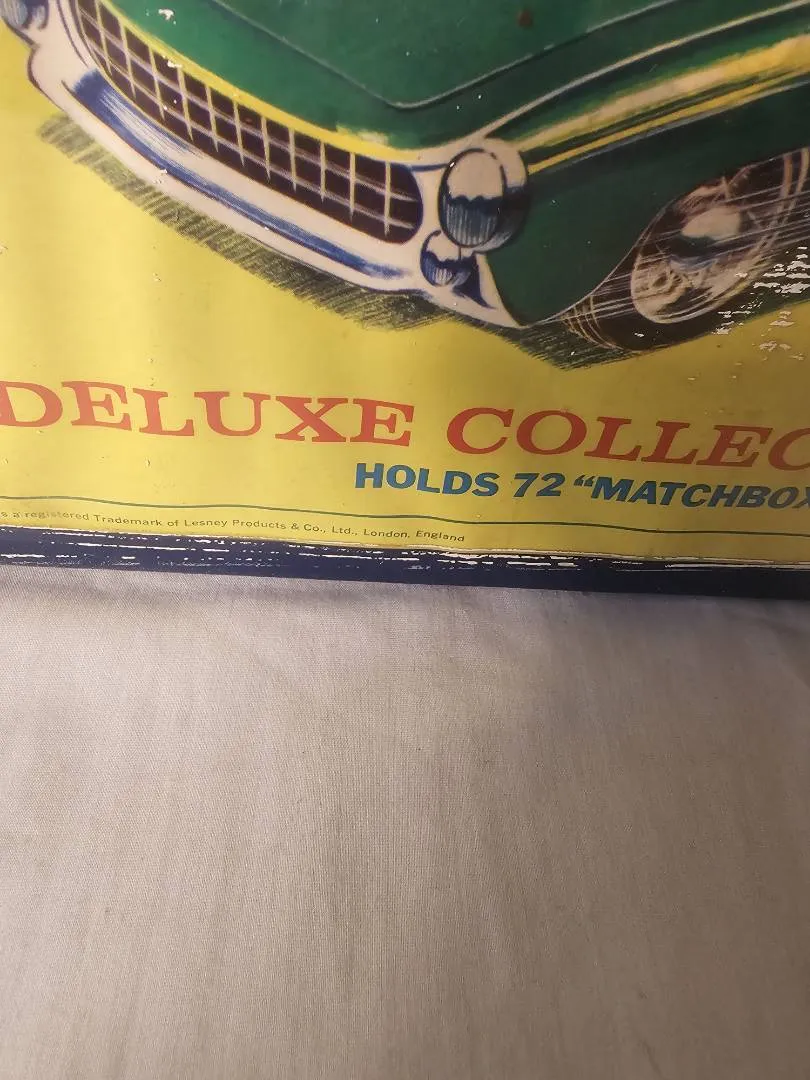 DELUXE COLLEC
HOLDS 72 “MATCHBOX
s a registered Trademark of Lesney Products & Co., Ltd., London, England